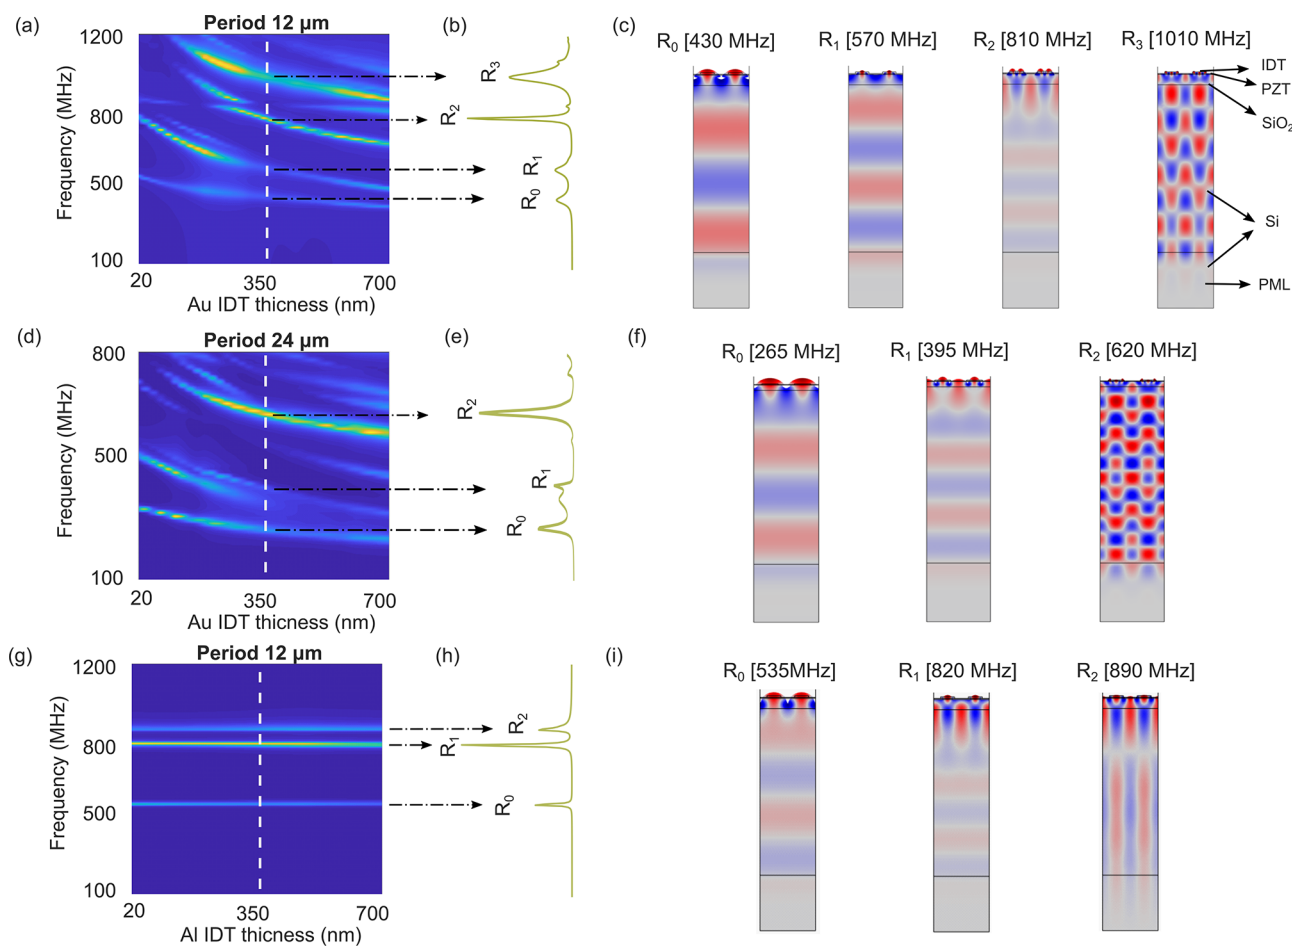 (a)
Period 12 µm
1200
800
500
100
Frequency (MHz)
20
350
700
Au IDT thicness (nm)
(b)
R3
R2
R1
R0
(c)
R0 [430 MHz]
R1 [570 MHz]
R2 [810 MHz]
R3 [1010 MHz]
IDT
PZT
SiO2
Si
PML
(d)
Period 24 µm
800
500
100
Frequency (MHz)
20
350
700
Au IDT thicness (nm)
(e)
R2
R1
R0
(f)
R0 [265 MHz]
R1 [395 MHz]
R2 [620 MHz]
(g)
Period 12 µm
1200
800
500
100
Frequency (MHz)
20
350
700
Al IDT thicness (nm)
(h)
R2
R1
R0
(i)
R0 [535MHz]
R1 [820 MHz]
R2 [890 MHz]